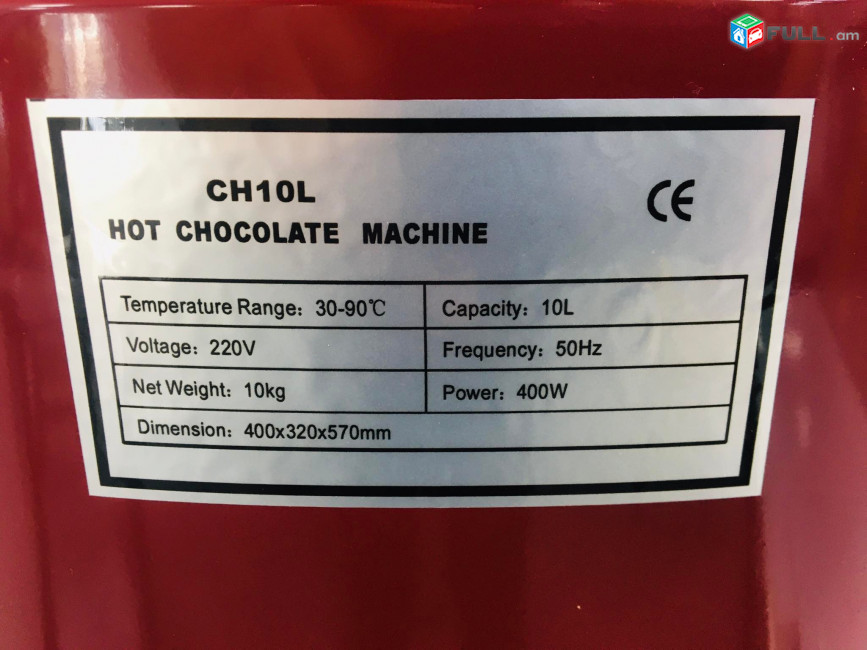 FULL.am
CH10L
CE
HOT CHOCOLATE MACHINE
Temperature Range: 30-90℃ Capacity: 10L
Voltage: 220V Frequency: 50Hz
Net Weight: 10kg Power: 400W
Dimension: 400x320x570mm